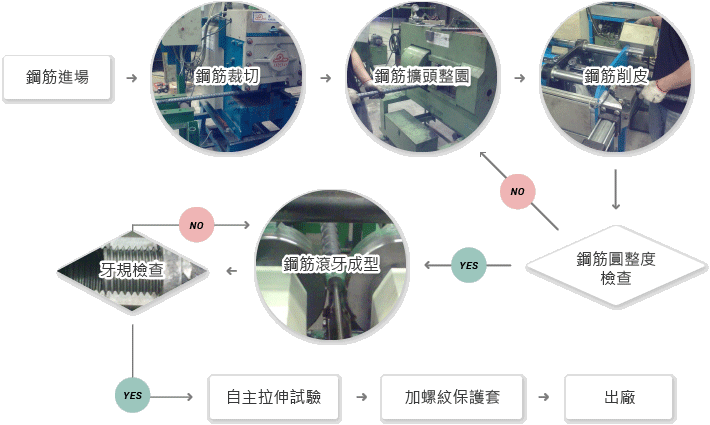 鋼筋進場
鋼筋裁切
鋼筋擴頭整圓
鋼筋削皮
NO
鋼筋圓整度
檢查
YES
鋼筋滾牙成型
NO
牙規檢查
YES
自主拉伸試驗
加螺紋保護套
出廠